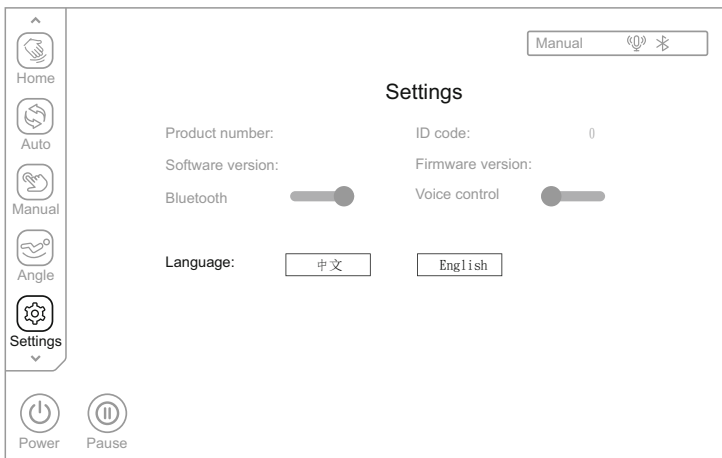 Home
Auto
Manual
Angle
Settings
Power
Pause
Manual
Settings
Product number:
ID code: 0
Software version:
Firmware version:
Bluetooth
Voice control
Language:
中文
English